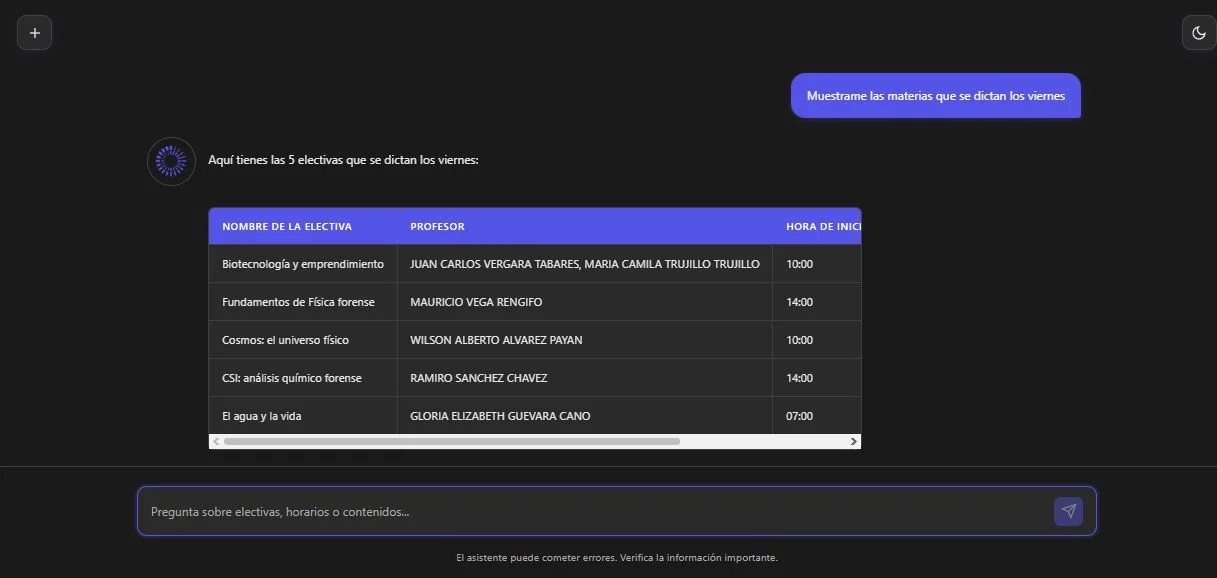 Muestrame las materias que se dictan los viernes
Aquí tienes las 5 electivas que se dictan los viernes:
NOMBRE DE LA ELECTIVA PROFESOR HORA DE INICI
Biotecnología y emprendimiento JUAN CARLOS VERGARA TABARES, MARIA CAMILA TRUJILLO TRUJILLO 10:00
Fundamentos de Física forense MAURICIO VEGA RENGIFO 14:00
Cosmos: el universo físico WILSON ALBERTO ALVAREZ PAYAN 10:00
CSI: análisis químico forense RAMIRO SANCHEZ CHAVEZ 14:00
El agua y la vida GLORIA ELIZABETH GUEVARA CANO 07:00
Pregunta sobre electivas, horarios o contenidos...
El asistente puede cometer errores. Verifica la información importante.